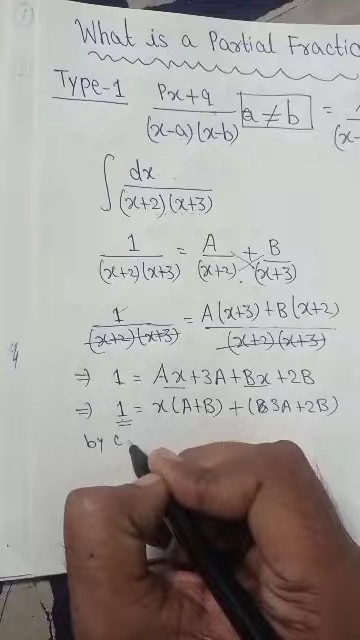 What is a Partial Fractio
Type-1 Px+q/(x-a)(x-b) a ≠ b = /(x-
∫ dx/(x+2)(x+3)
1/(x+2)(x+3) = A/(x+2) + B/(x+3)
1/(x+2)(x+3) = A(x+3)+B(x+2)/(x+2)(x+3)
⇒ 1 = Ax+3A+Bx+2B
⇒ 1 = x(A+B) + (B3A+2B)
by c